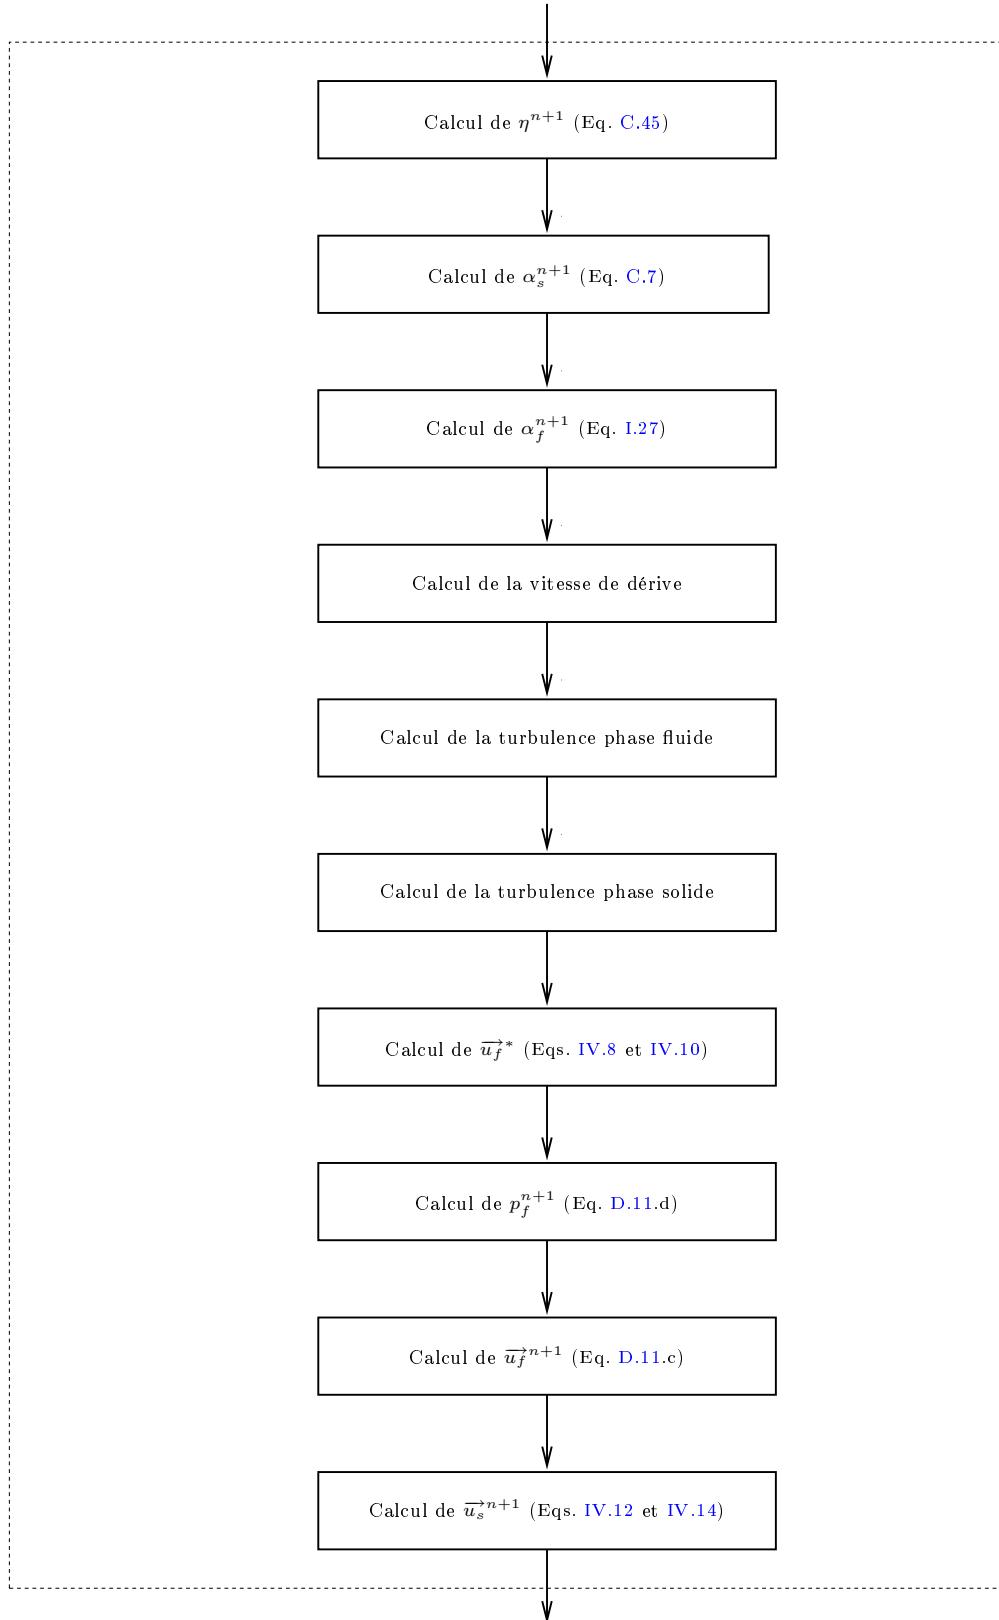 Calcul de $\eta^{n+1}$ (Eq. C.45)
Calcul de $\alpha_s^{n+1}$ (Eq. C.7)
Calcul de $\alpha_f^{n+1}$ (Eq. I.27)
Calcul de la vitesse de dérive
Calcul de la turbulence phase fluide
Calcul de la turbulence phase solide
Calcul de $\overrightarrow{u_f}^{*}$ (Eqs. IV.8 et IV.10)
Calcul de $p_f^{n+1}$ (Eq. D.11.d)
Calcul de $\overrightarrow{u_f}^{n+1}$ (Eq. D.11.c)
Calcul de $\overrightarrow{u_s}^{n+1}$ (Eqs. IV.12 et IV.14)